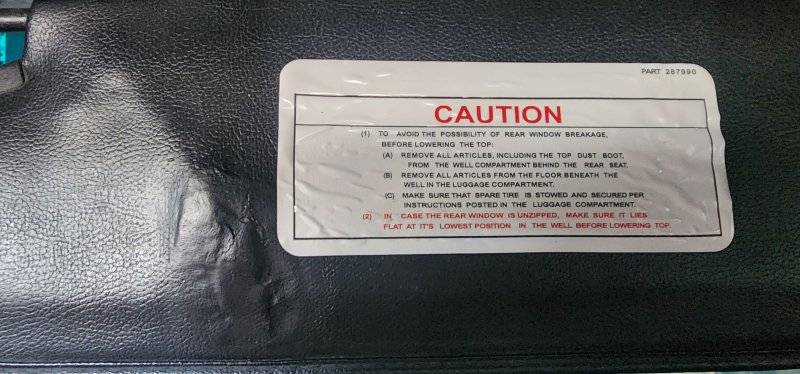 PART 287990
CAUTION
(1) TO AVOID THE POSSIBILITY OF REAR WINDOW BREAKAGE,
BEFORE LOWERING THE TOP:
(A) REMOVE ALL ARTICLES, INCLUDING THE TOP DUST BOOT,
FROM THE WELL COMPARTMENT BEHIND THE REAR SEAT.
(B) REMOVE ALL ARTICLES FROM THE FLOOR BENEATH THE
WELL IN THE LUGGAGE COMPARTMENT.
(C) MAKE SURE THAT SPARE TIRE IS STOWED AND SECURED PER
INSTRUCTIONS POSTED IN THE LUGGAGE COMPARTMENT.
(2) IN CASE THE REAR WINDOW IS UNZIPPED, MAKE SURE IT LIES
FLAT AT IT'S LOWEST POSITION IN THE WELL BEFORE LOWERING TOP.